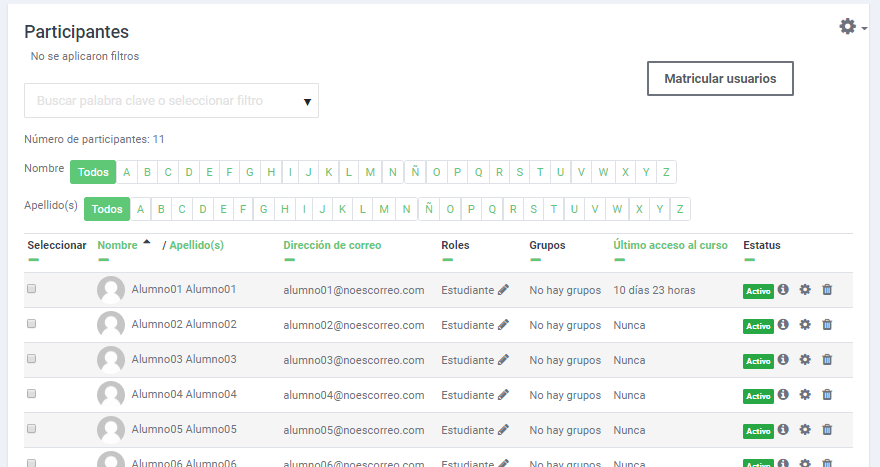 Participantes
No se aplicaron filtros
Matricular usuarios
Buscar palabra clave o seleccionar filtro
Número de participantes: 11
Nombre Todos A B C D E F G H I J K L M N Ñ O P Q R S T U V W X Y Z
Apellido(s) Todos A B C D E F G H I J K L M N Ñ O P Q R S T U V W X Y Z
Seleccionar Nombre / Apellido(s) Dirección de correo Roles Grupos Último acceso al curso Estatus
Alumno01 Alumno01 alumno01@noescorreo.com Estudiante No hay grupos 10 días 23 horas Activo
Alumno02 Alumno02 alumno02@noescorreo.com Estudiante No hay grupos Nunca Activo
Alumno03 Alumno03 alumno03@noescorreo.com Estudiante No hay grupos Nunca Activo
Alumno04 Alumno04 alumno04@noescorreo.com Estudiante No hay grupos Nunca Activo
Alumno05 Alumno05 alumno05@noescorreo.com Estudiante No hay grupos Nunca Activo
Alumno06 Alumno06 alumno06@noescorreo.com Estudiante No hay grupos Nunca Activo